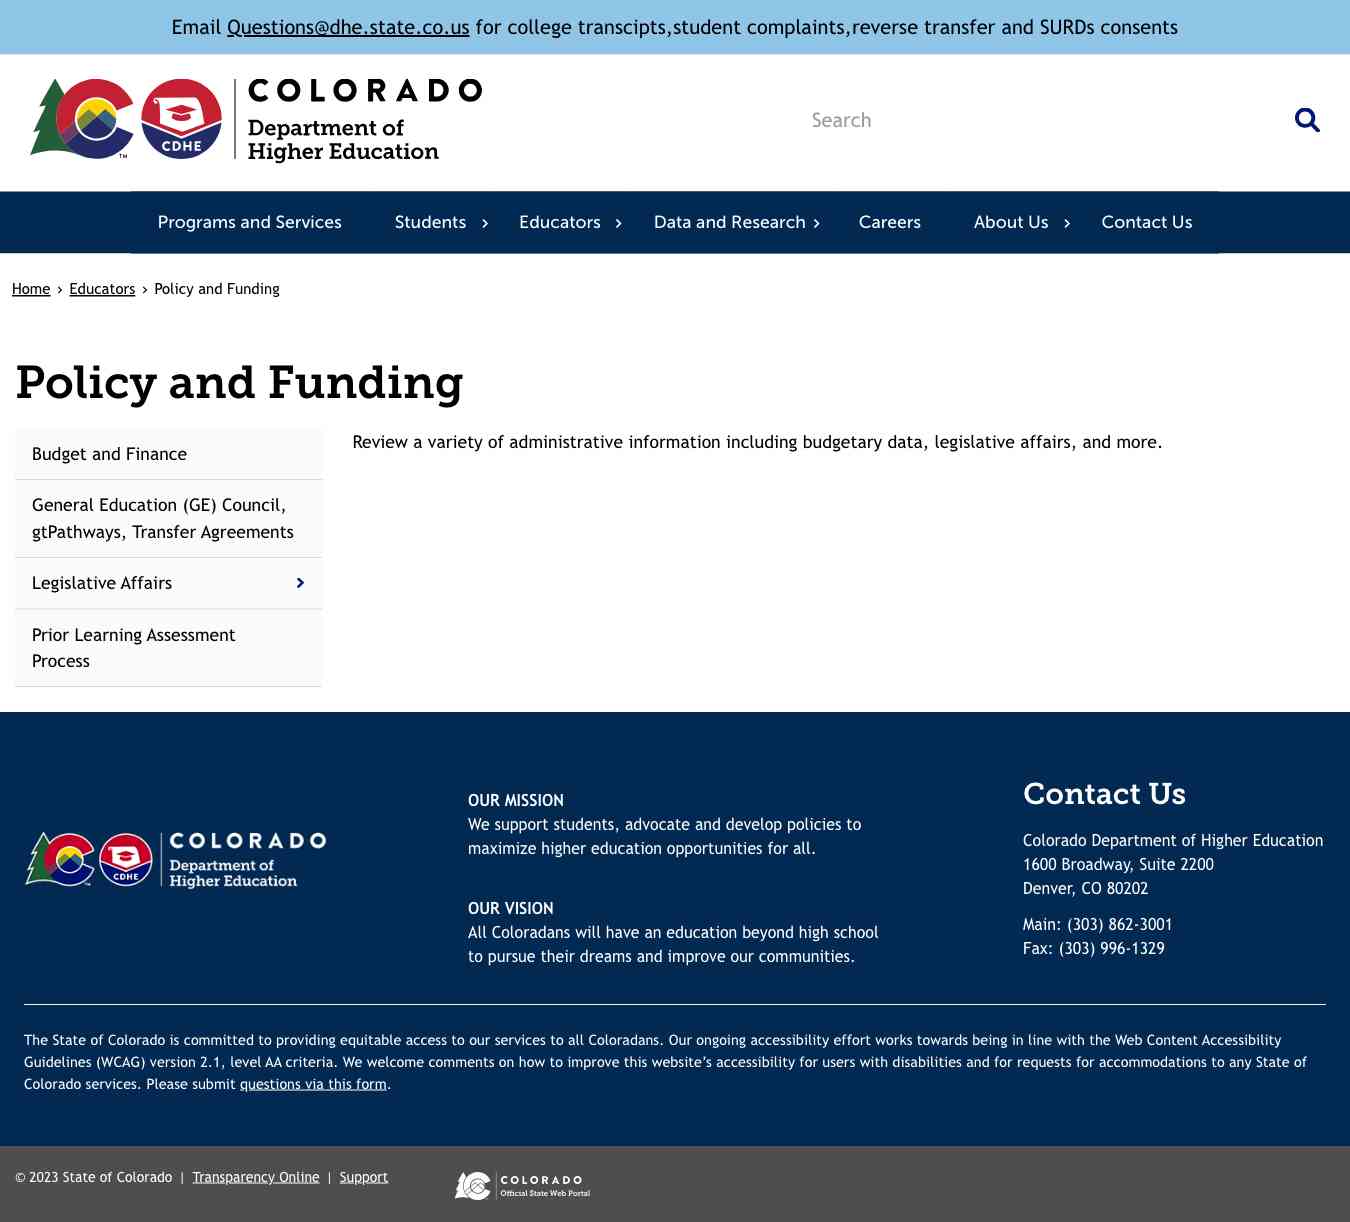 Email Questions@dhe.state.co.us for college transcipts,student complaints,reverse transfer and SURDs consents
COLORADO
Department of
Higher Education
CDHE
TM
Search
Programs and Services
Students
Educators
Data and Research
Careers
About Us
Contact Us
Home › Educators › Policy and Funding
Policy and Funding
Budget and Finance
General Education (GE) Council,
gtPathways, Transfer Agreements
Legislative Affairs
Prior Learning Assessment
Process
Review a variety of administrative information including budgetary data, legislative affairs, and more.
COLORADO
Department of
Higher Education
CDHE
OUR MISSION
We support students, advocate and develop policies to
maximize higher education opportunities for all.
OUR VISION
All Coloradans will have an education beyond high school
to pursue their dreams and improve our communities.
Contact Us
Colorado Department of Higher Education
1600 Broadway, Suite 2200
Denver, CO 80202
Main: (303) 862-3001
Fax: (303) 996-1329
The State of Colorado is committed to providing equitable access to our services to all Coloradans. Our ongoing accessibility effort works towards being in line with the Web Content Accessibility
Guidelines (WCAG) version 2.1, level AA criteria. We welcome comments on how to improve this website's accessibility for users with disabilities and for requests for accommodations to any State of
Colorado services. Please submit questions via this form.
© 2023 State of Colorado | Transparency Online | Support
COLORADO
Official State Web Portal